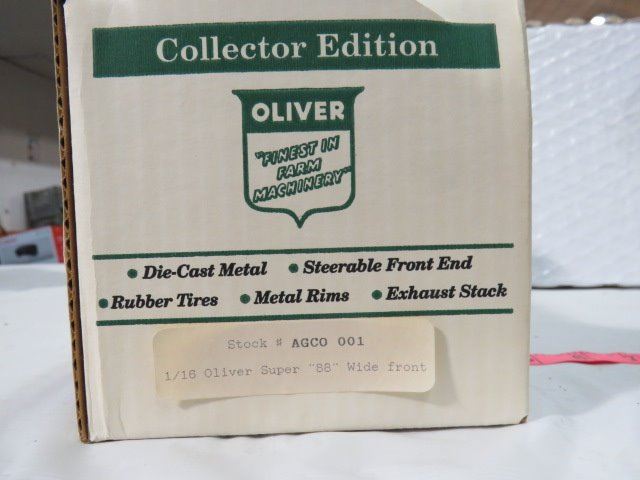 Collector Edition
OLIVER
"FINEST IN
FARM
MACHINERY"
• Die-Cast Metal • Steerable Front End
• Rubber Tires • Metal Rims • Exhaust Stack
Stock # AGCO 001
1/16 Oliver Super "88" Wide front